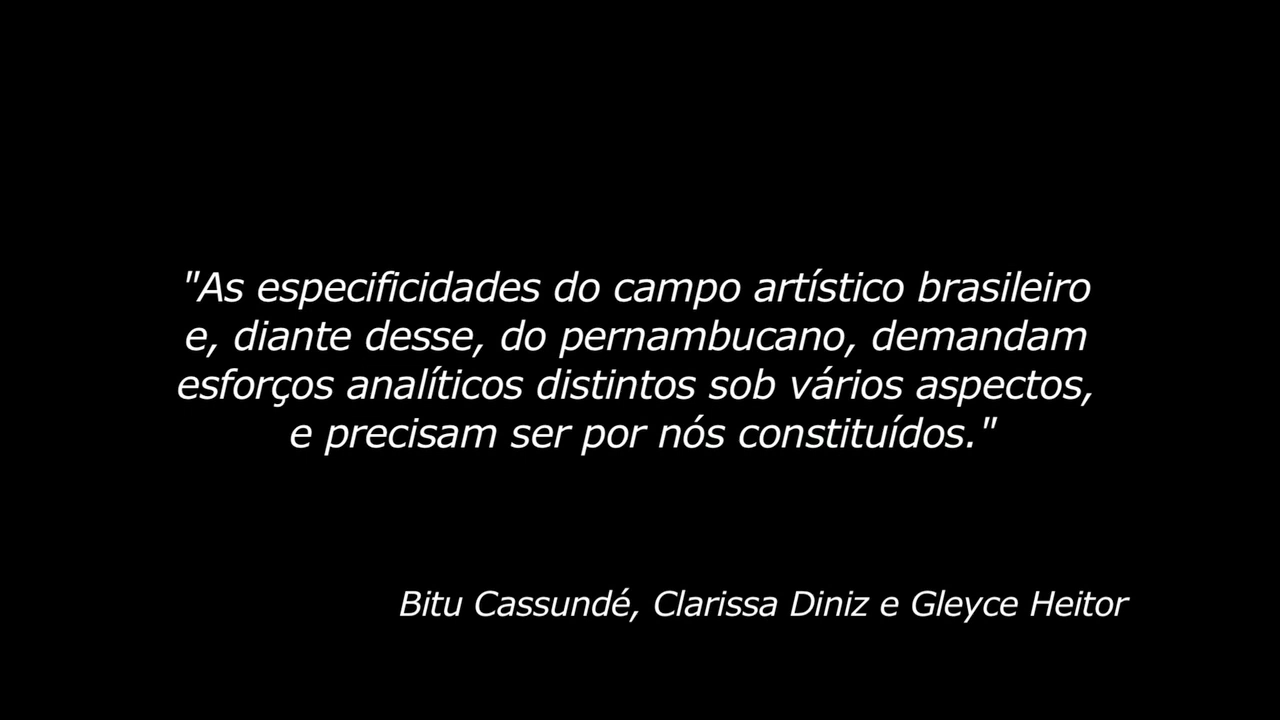 "As especificidades do campo artístico brasileiro
e, diante desse, do pernambucano, demandam
esforços analíticos distintos sob vários aspectos,
e precisam ser por nós constituídos."
Bitu Cassundé, Clarissa Diniz e Gleyce Heitor